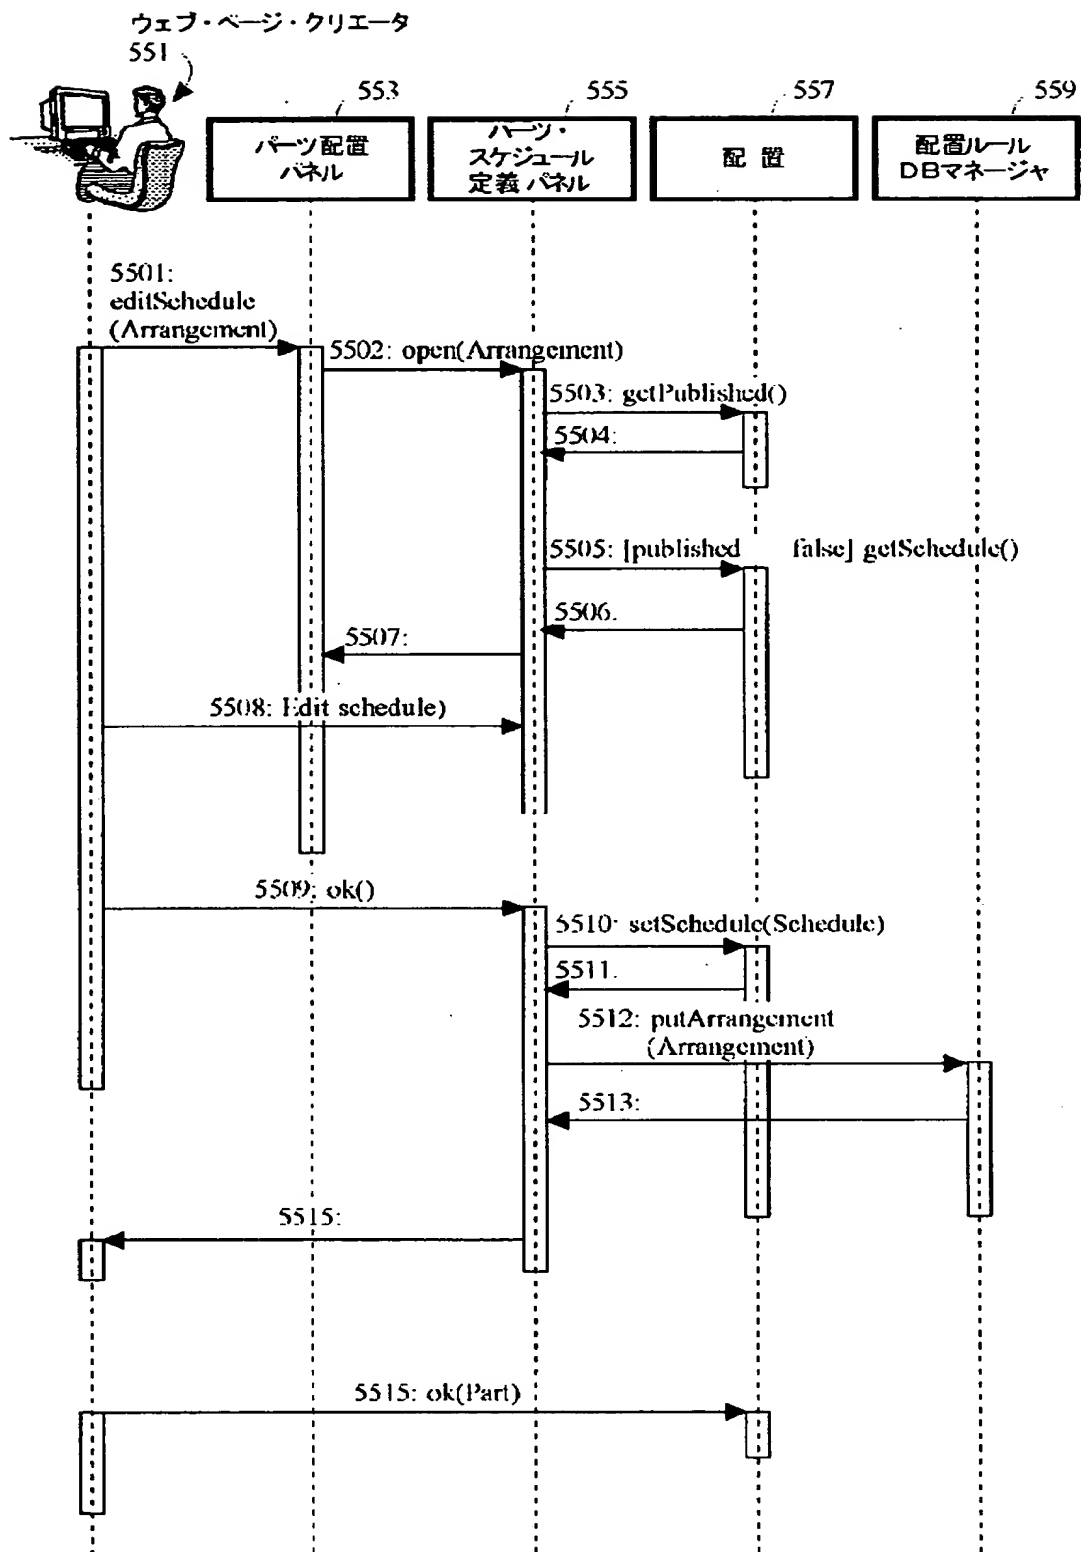 ウェブ・ページ・クリエータ
551
553
555
557
559
パーツ配置
パネル
パーツ・
スケジュール
定義パネル
配置
配置ルール
DBマネージャ
5501:
editSchedule
(Arrangement)
5502: open(Arrangement)
5503: getPublished()
5504:
5505: [published false] getSchedule()
5506.
5507:
5508: Edit schedule)
5509: ok()
5510: setSchedule(Schedule)
5511.
5512: putArrangement
(Arrangement)
5513:
5515:
5515: ok(Part)